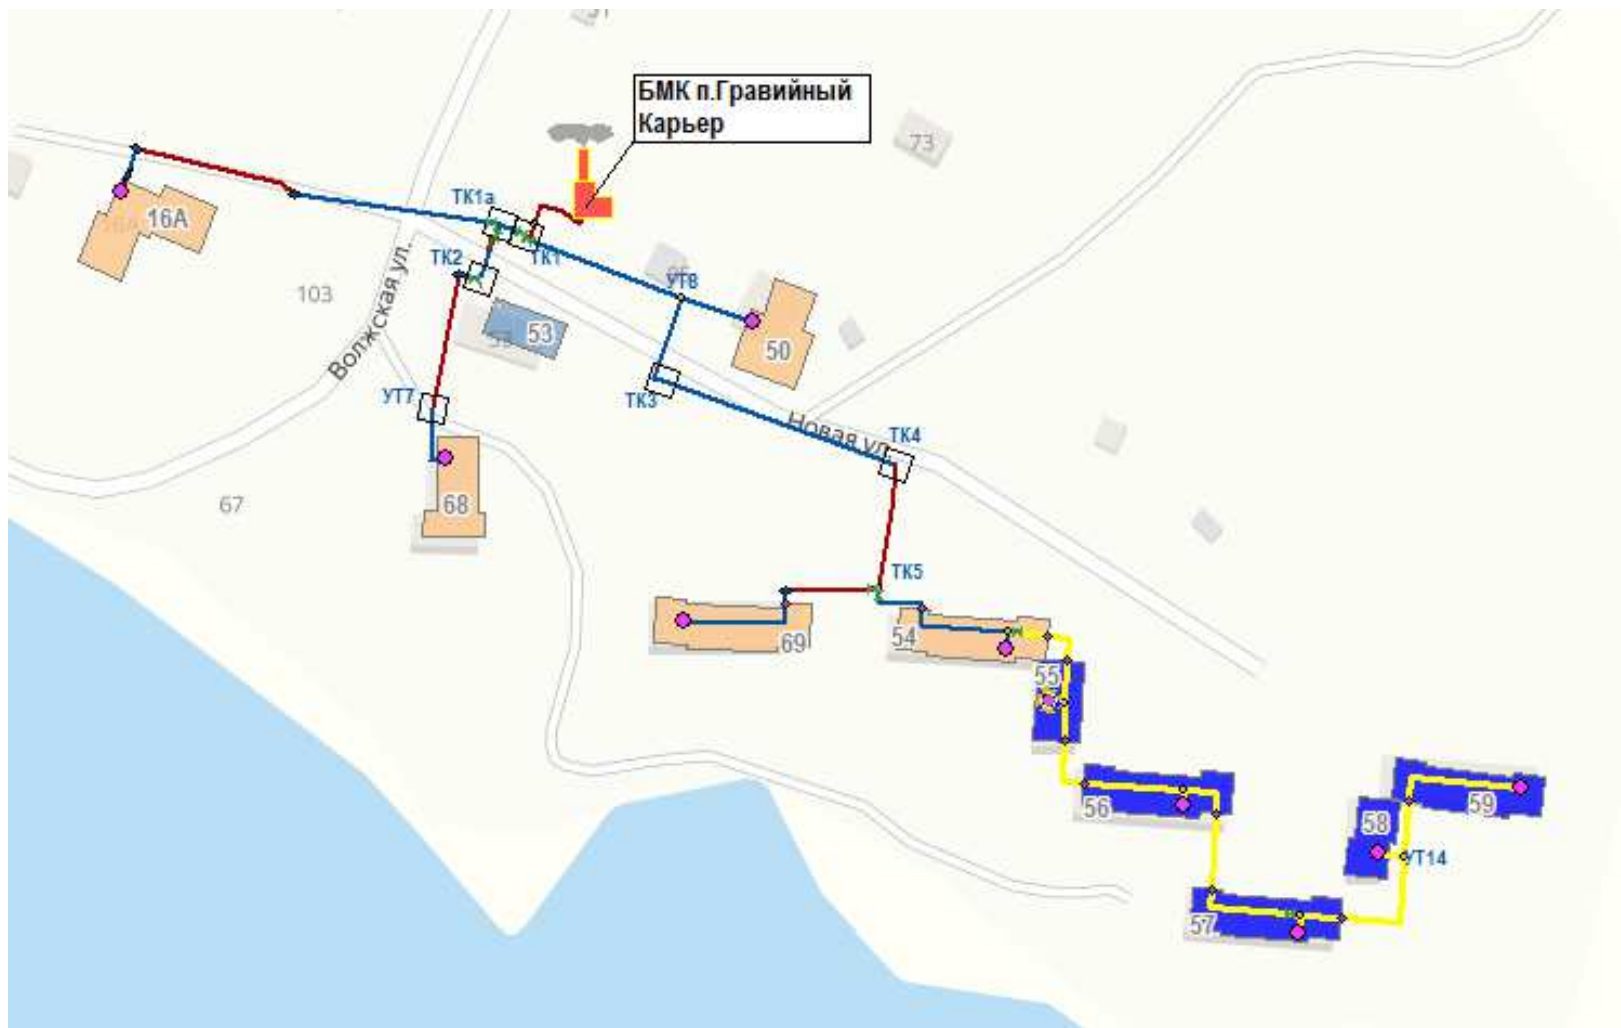 БМК п.Гравийный
Карьер
73
ТК1а
16А
ТК2
ТК1
УТ8
103
53
50
Волжская ул.
УТ7
ТК3
Новая ул.
ТК4
68
67
ТК5
69
54
55
56
59
58
УТ14
57